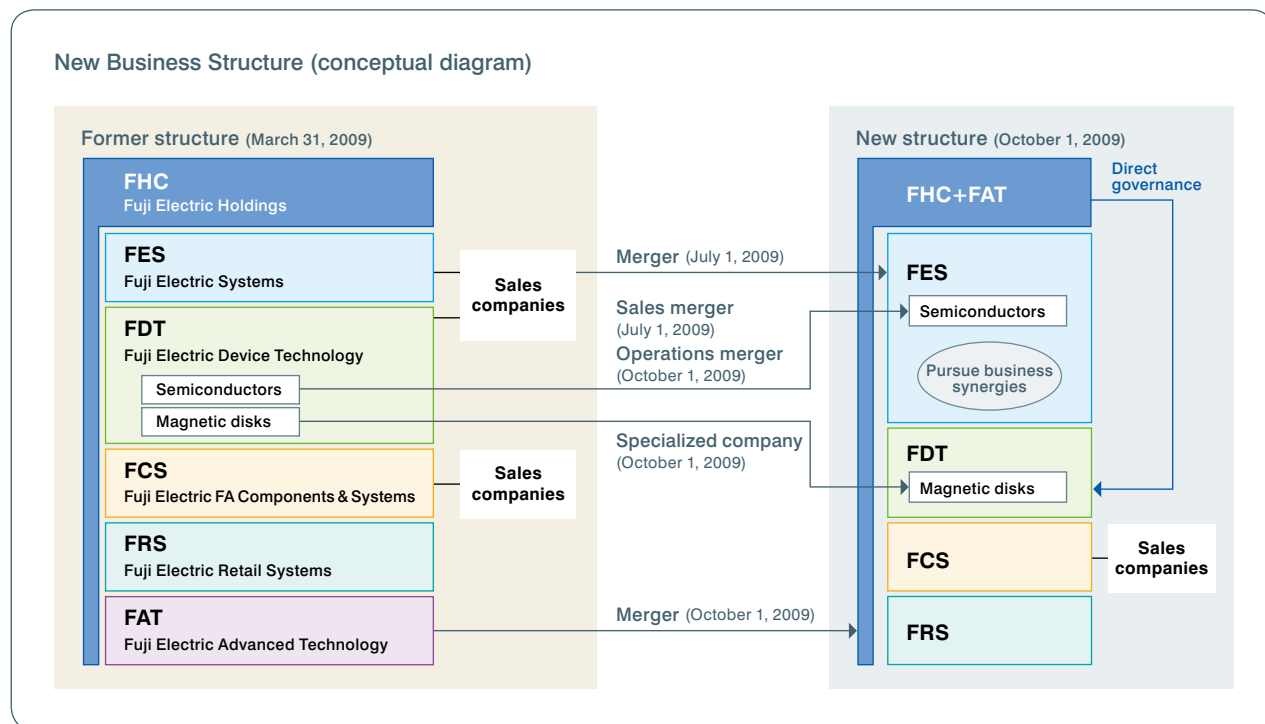 New Business Structure (conceptual diagram)
Former structure (March 31, 2009)
FHC
Fuji Electric Holdings
FES
Fuji Electric Systems
FDT
Fuji Electric Device Technology
Semiconductors
Magnetic disks
FCS
Fuji Electric FA Components & Systems
FRS
Fuji Electric Retail Systems
FAT
Fuji Electric Advanced Technology
Sales
companies
Sales
companies
Merger (July 1, 2009)
Sales merger
(July 1, 2009)
Operations merger
(October 1, 2009)
Specialized company
(October 1, 2009)
Merger (October 1, 2009)
New structure (October 1, 2009)
FHC+FAT
Direct
governance
FES
Semiconductors
Pursue business
synergies
FDT
Magnetic disks
FCS
Sales
companies
FRS